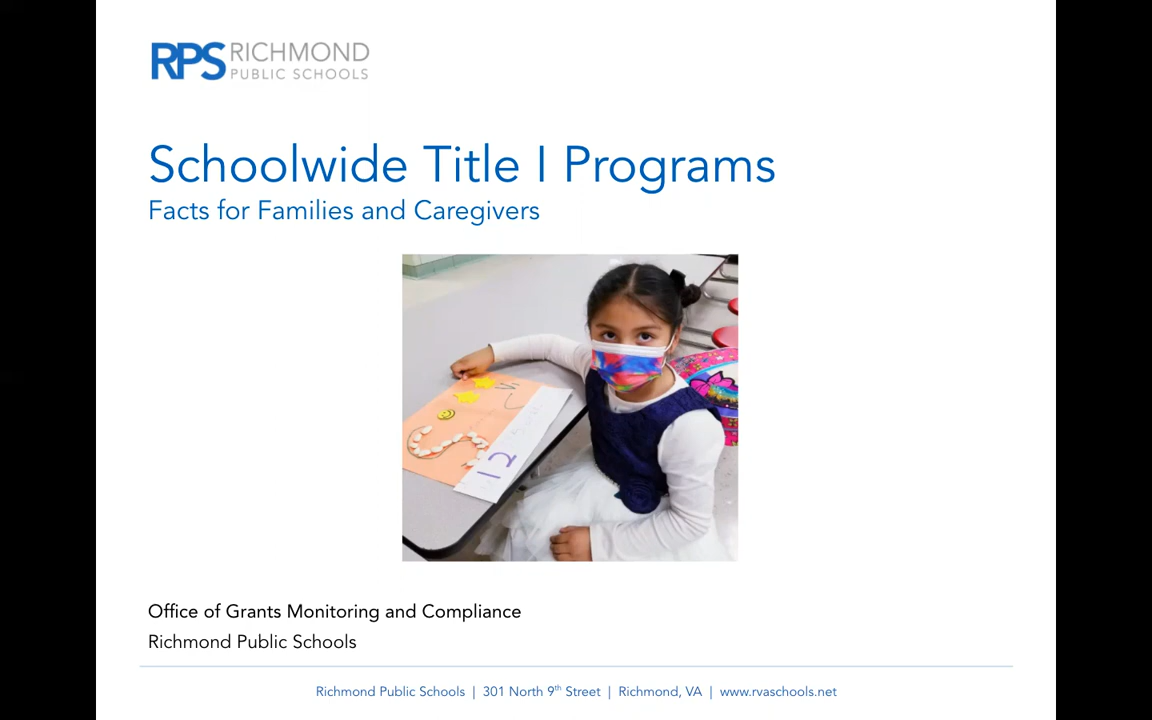 RPS RICHMOND
PUBLIC SCHOOLS
Schoolwide Title I Programs
Facts for Families and Caregivers
Office of Grants Monitoring and Compliance
Richmond Public Schools
Richmond Public Schools | 301 North 9th Street | Richmond, VA | www.rvaschools.net